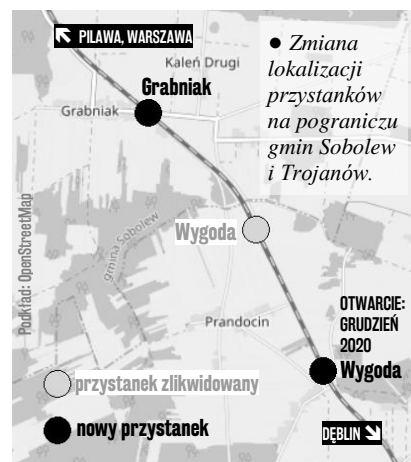 PILAWA, WARSZAWA
Kaleń Drugi
Grabniak
Grabniak
• Zmiana
lokalizacji
przystanków
na pograniczu
gmin Sobolew
i Trojanów.
Podkład: OpenStreetMap
gmina Sobolew
Wygoda
Prandocin
OTWARCIE:
GRUDZIEŃ
2020
Wygoda
przystanek zlikwidowany
nowy przystanek
DĘBLIN